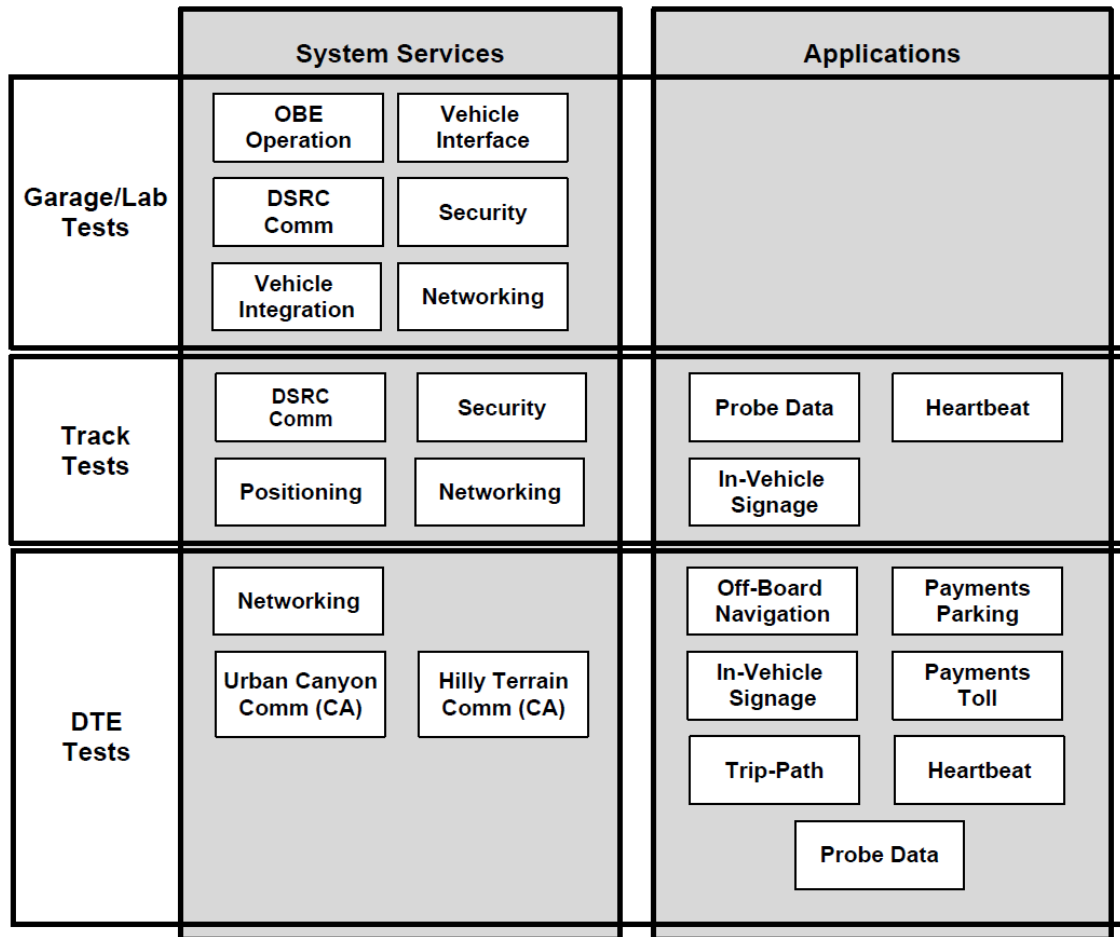 System Services
Applications
Garage/Lab
Tests
OBE
Operation
Vehicle
Interface
DSRC
Comm
Security
Vehicle
Integration
Networking
Track
Tests
DSRC
Comm
Security
Positioning
Networking
Probe Data
Heartbeat
In-Vehicle
Signage
DTE
Tests
Networking
Urban Canyon
Comm (CA)
Hilly Terrain
Comm (CA)
Off-Board
Navigation
Payments
Parking
In-Vehicle
Signage
Payments
Toll
Trip-Path
Heartbeat
Probe Data